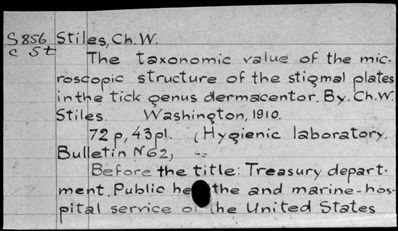 S856 Stiles, Ch. W.
c St The taxonomic value of the mic-
roscopic structure of the stigmal plates
in the tick genus dermacentor. By. Ch. W.
Stiles. Washington, 1910.
72 p, 43 pl. (Hygienic laboratory.
Bulletin N62,
Before the title: Treasury depart-
ment. Public he the and marine-hos-
pital service of the United States